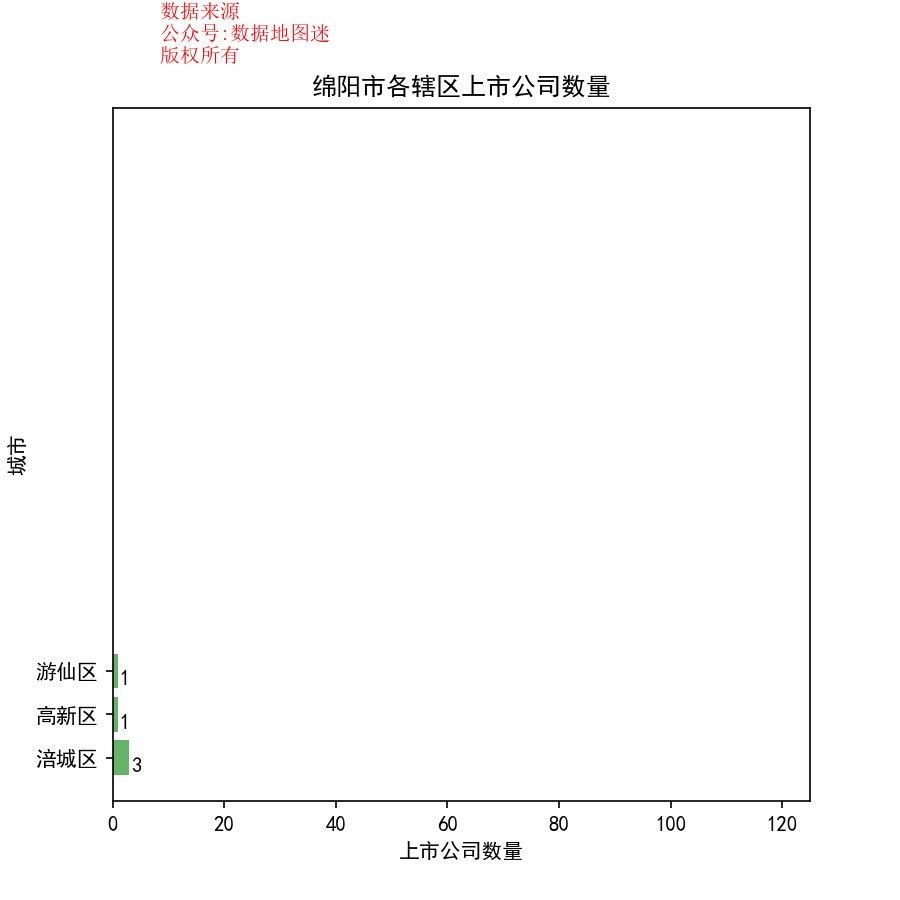 数据来源
公众号:数据地图迷
版权所有
绵阳市各辖区上市公司数量
城市
游仙区 1
高新区 1
涪城区 3
0 20 40 60 80 100 120
上市公司数量